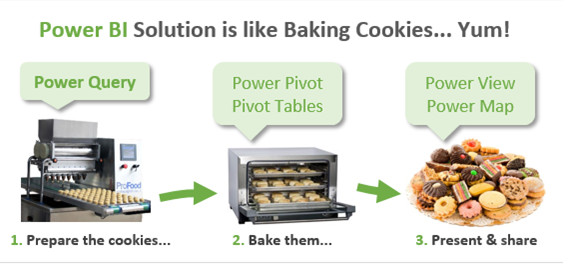 Power BI Solution is like Baking Cookies... Yum!
Power Query
Power Pivot
Pivot Tables
Power View
Power Map
ProFood
1. Prepare the cookies...
2. Bake them...
3. Present & share